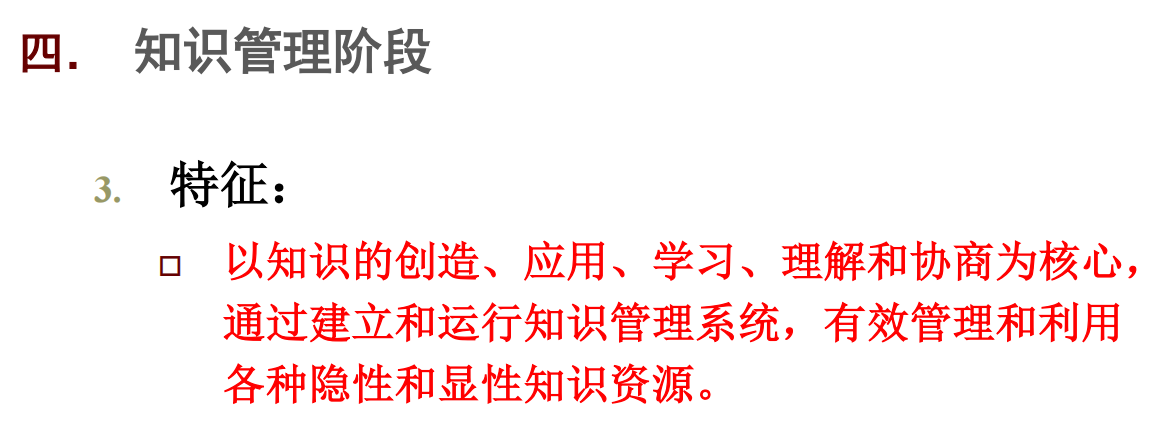 四. 知识管理阶段
3. 特征：
以知识的创造、应用、学习、理解和协商为核心，
通过建立和运行知识管理系统，有效管理和利用
各种隐性和显性知识资源。